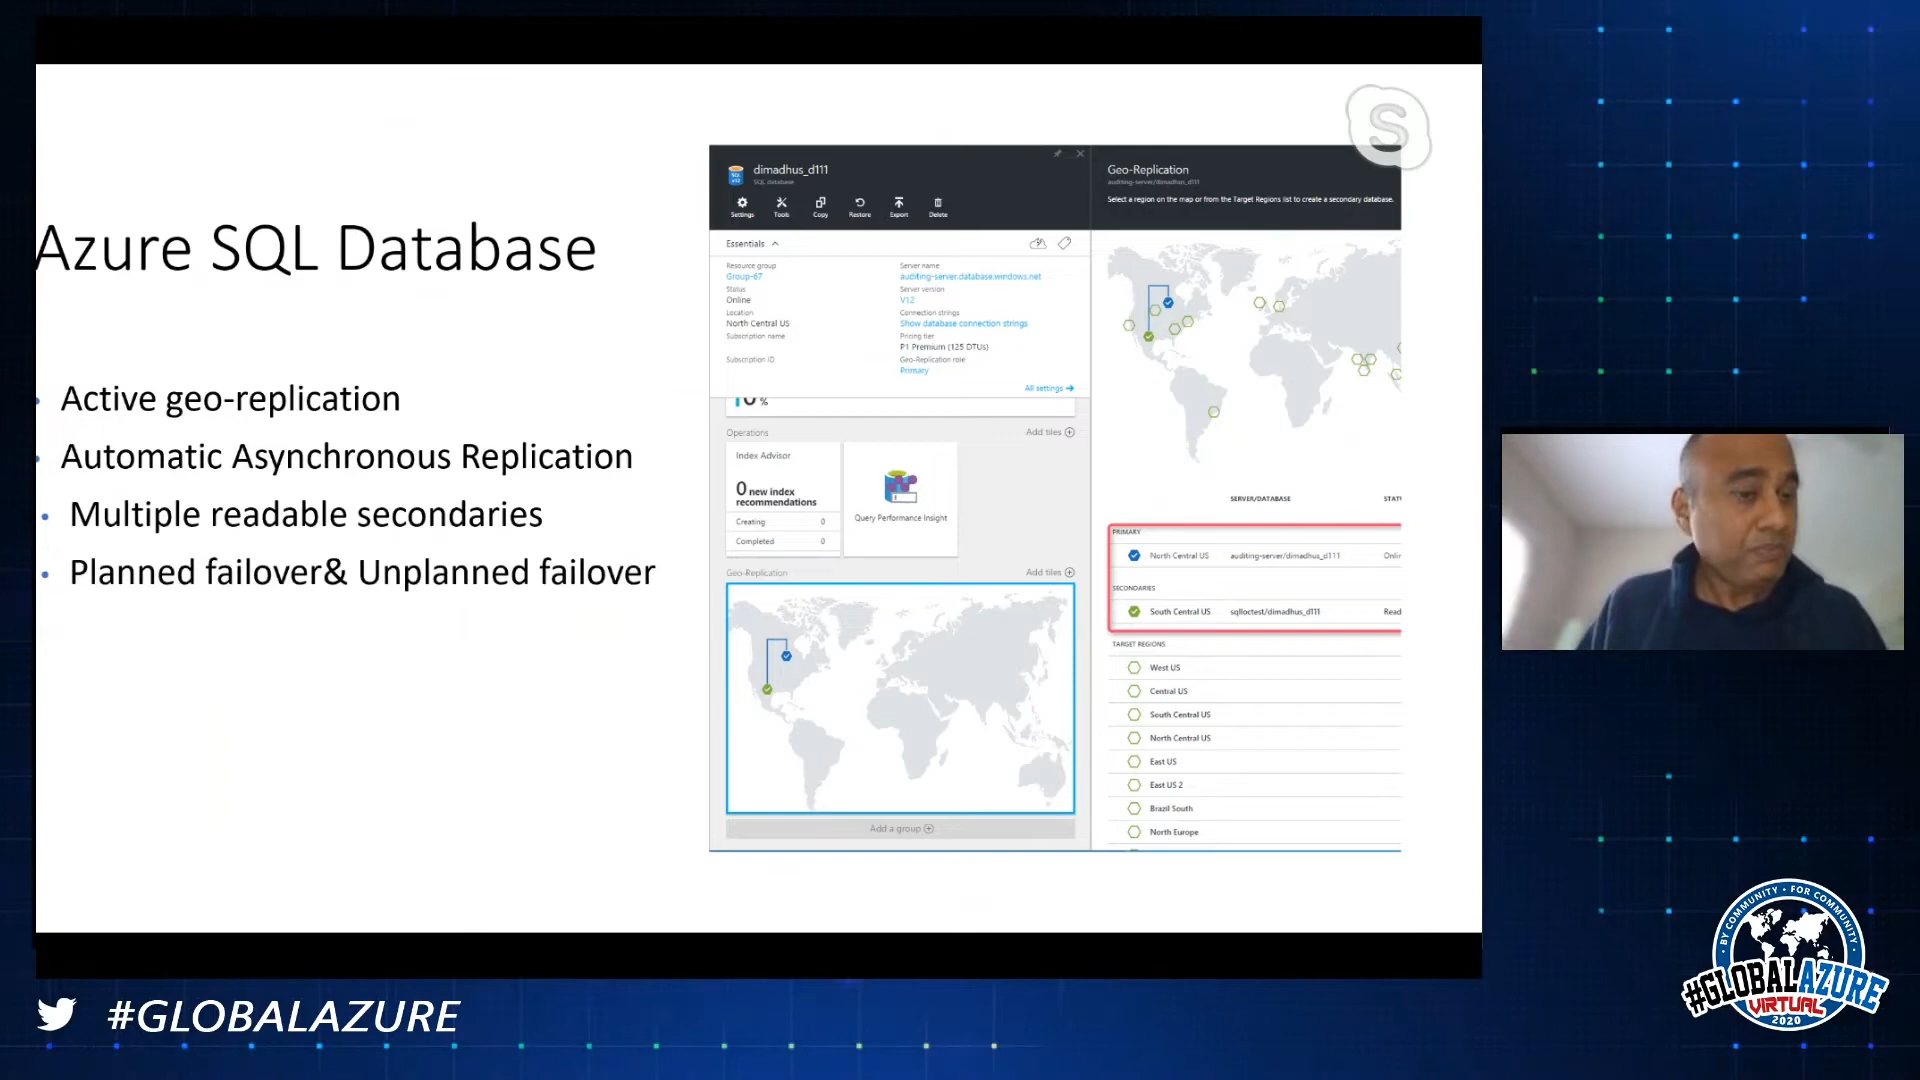 Azure SQL Database
Active geo-replication
Automatic Asynchronous Replication
Multiple readable secondaries
Planned failover& Unplanned failover
dimadhus_d111
SQL database
Settings
Tools
Copy
Restore
Export
Delete
Essentials
Resource group
Group-67
Status
Online
Location
North Central US
Subscription name
Subscription ID
Server name
auditing-server.database.windows.net
Server version
V12
Connection strings
Show database connection strings
Pricing tier
P1 Premium (125 DTUs)
Geo-Replication role
Primary
All settings
%
Operations
Add tiles
Index Advisor
0 new index
recommendations
Creating 0
Completed 0
Query Performance Insight
Geo-Replication
Add tiles
Add a group
Geo-Replication
auditing-server/dimadhus_d111
Select a region on the map or from the Target Regions list to create a secondary database.
SERVER/DATABASE
PRIMARY
North Central US auditing-server/dimadhus_d111
SECONDARIES
South Central US sqlloctest/dimadhus_d111 Read
TARGET REGIONS
West US
Central US
South Central US
North Central US
East US
East US 2
Brazil South
North Europe
S
#GLOBALAZURE
BY COMMUNITY • FOR COMMUNITY
#GLOBALAZURE
VIRTUAL
2020